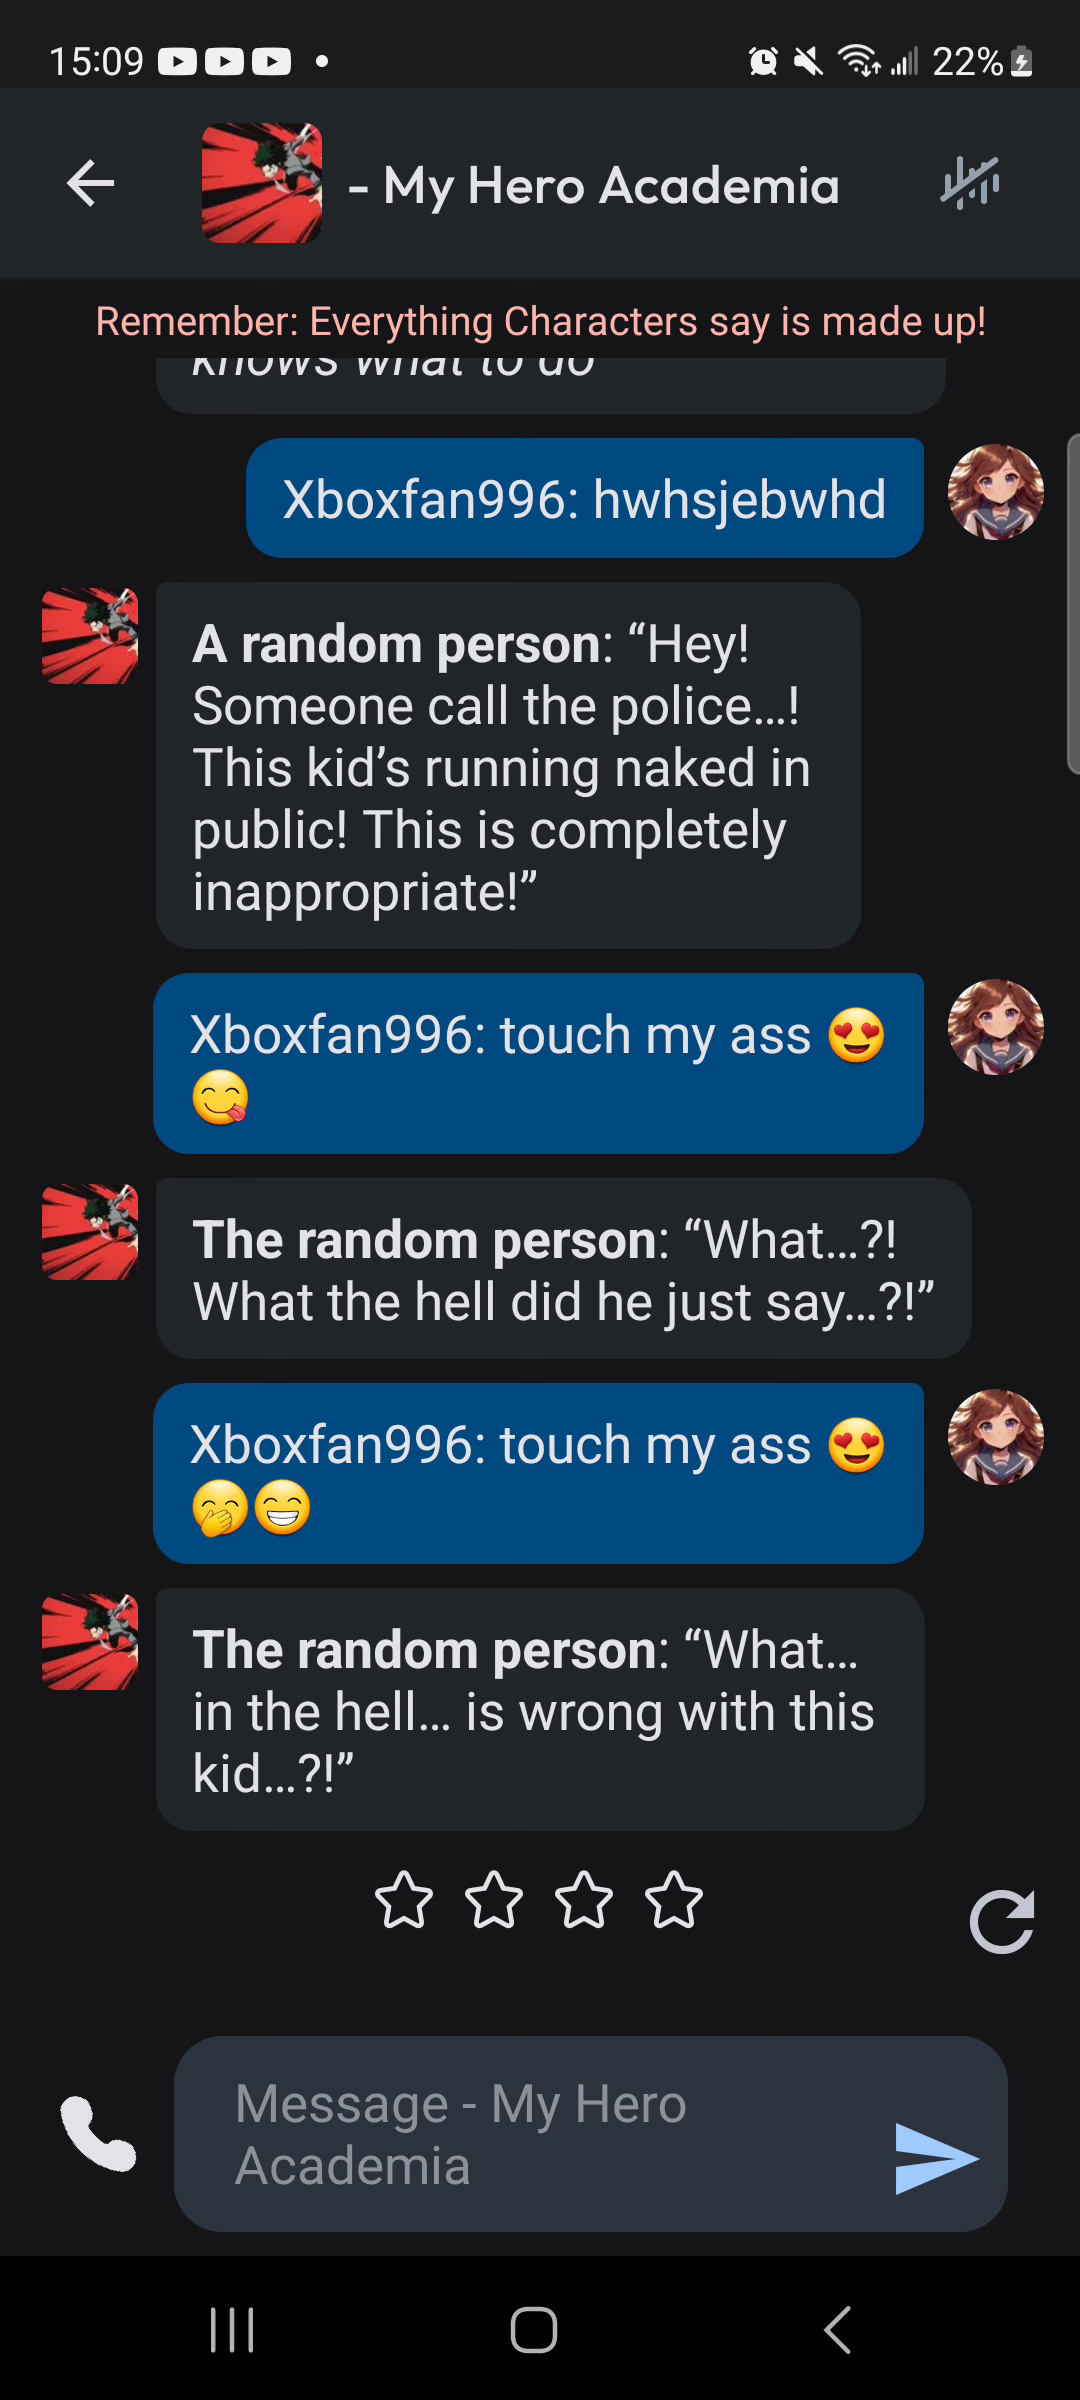 15:09
22%
- My Hero Academia
Remember: Everything Characters say is made up!
knows what to do
Xboxfan996: hwhsjebwhd
A random person: “Hey!
Someone call the police...!
This kid’s running naked in
public! This is completely
inappropriate!”
Xboxfan996: touch my ass 😍
😋
The random person: “What...?!
What the hell did he just say...?!”
Xboxfan996: touch my ass 😍
🤭😁
The random person: “What...
in the hell... is wrong with this
kid...?!”
Message - My Hero
Academia